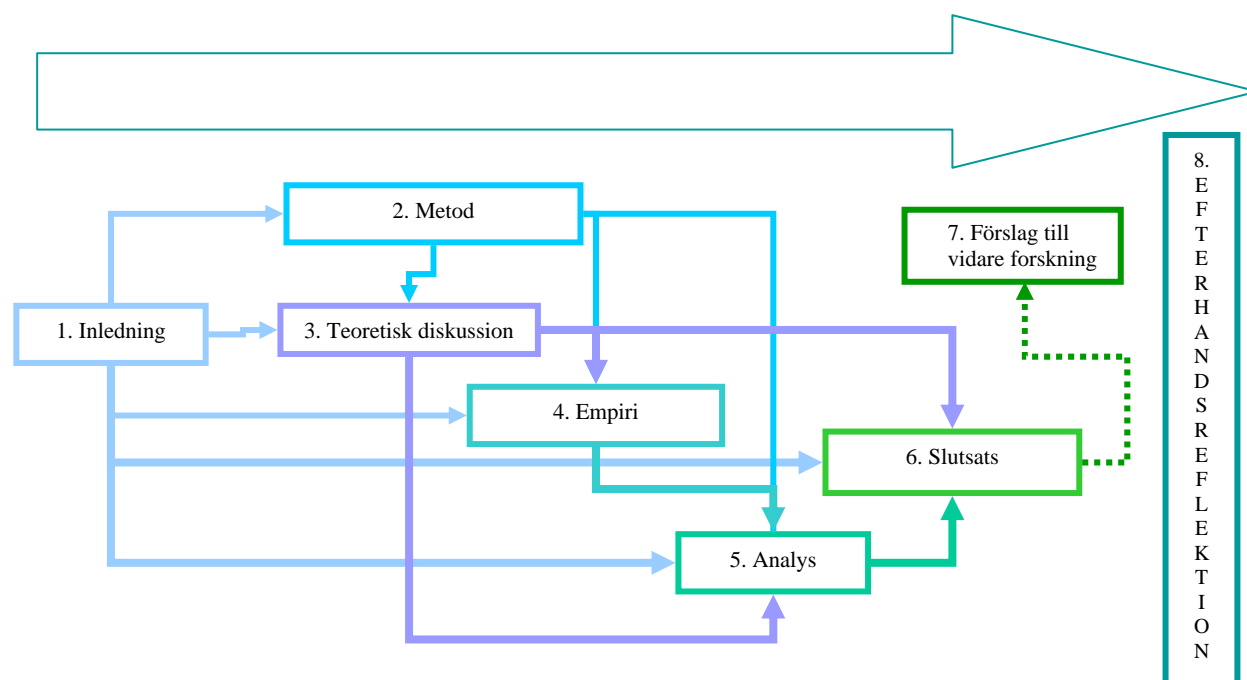 2. Metod
7. Förslag till
vidare forskning
1. Inledning
3. Teoretisk diskussion
4. Empiri
6. Slutsats
5. Analys
8.
E
F
T
E
R
H
A
N
D
S
R
E
F
L
E
K
T
I
O
N